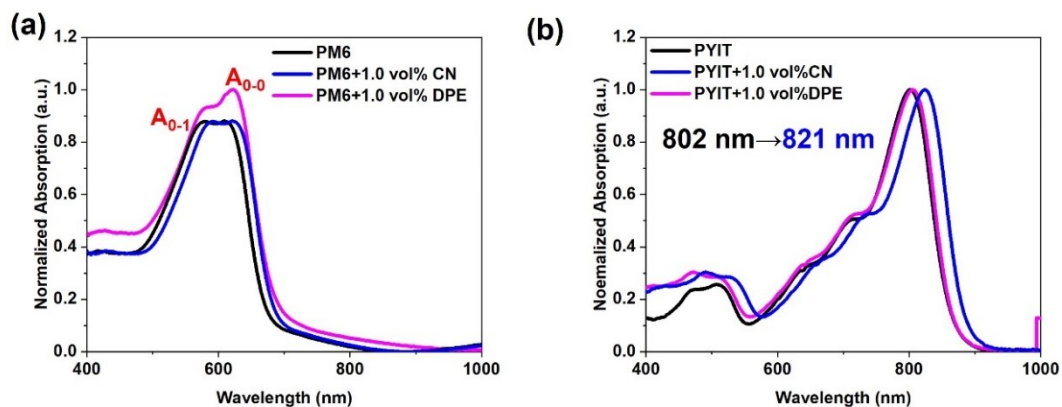 (a)
1.2
1.0
0.8
0.6
0.4
0.2
0.0
Normalized Absorption (a.u.)
PM6
PM6+1.0 vol% CN
PM6+1.0 vol% DPE
A0-0
A0-1
400 600 800 1000
Wavelength (nm)
(b)
1.2
1.0
0.8
0.6
0.4
0.2
0.0
Noemalized Absorption (a.u.)
PYIT
PYIT+1.0 vol%CN
PYIT+1.0 vol%DPE
802 nm→821 nm
400 600 800 1000
Wavelength (nm)